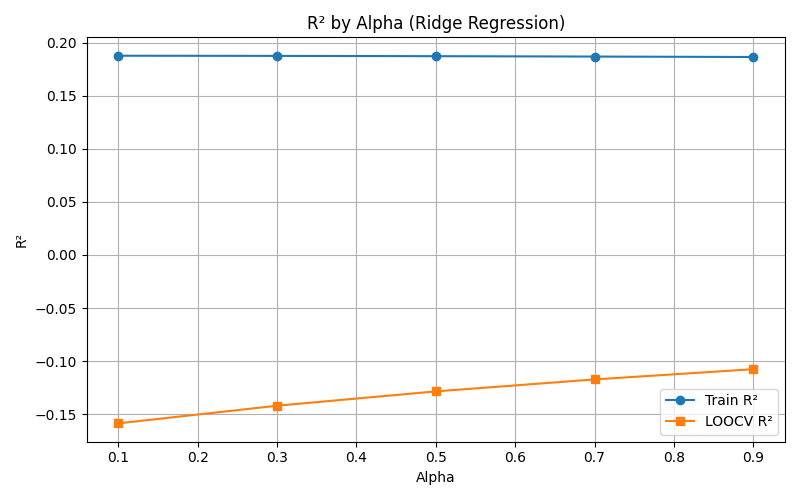 R² by Alpha (Ridge Regression)
R²
0.20
0.15
0.10
0.05
0.00
−0.05
−0.10
−0.15
0.1 0.2 0.3 0.4 0.5 0.6 0.7 0.8 0.9
Alpha
Train R²
LOOCV R²